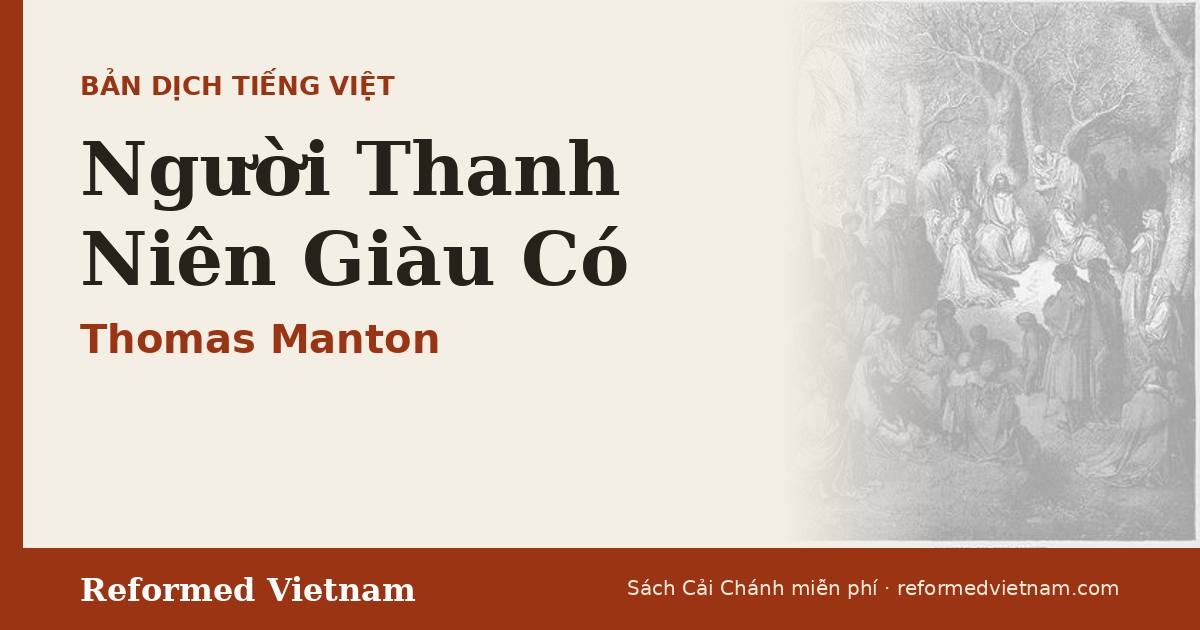 BẢN DỊCH TIẾNG VIỆT
Người Thanh
Niên Giàu Có
Thomas Manton
Reformed Vietnam
Sách Cải Chánh miễn phí · reformedvietnam.com